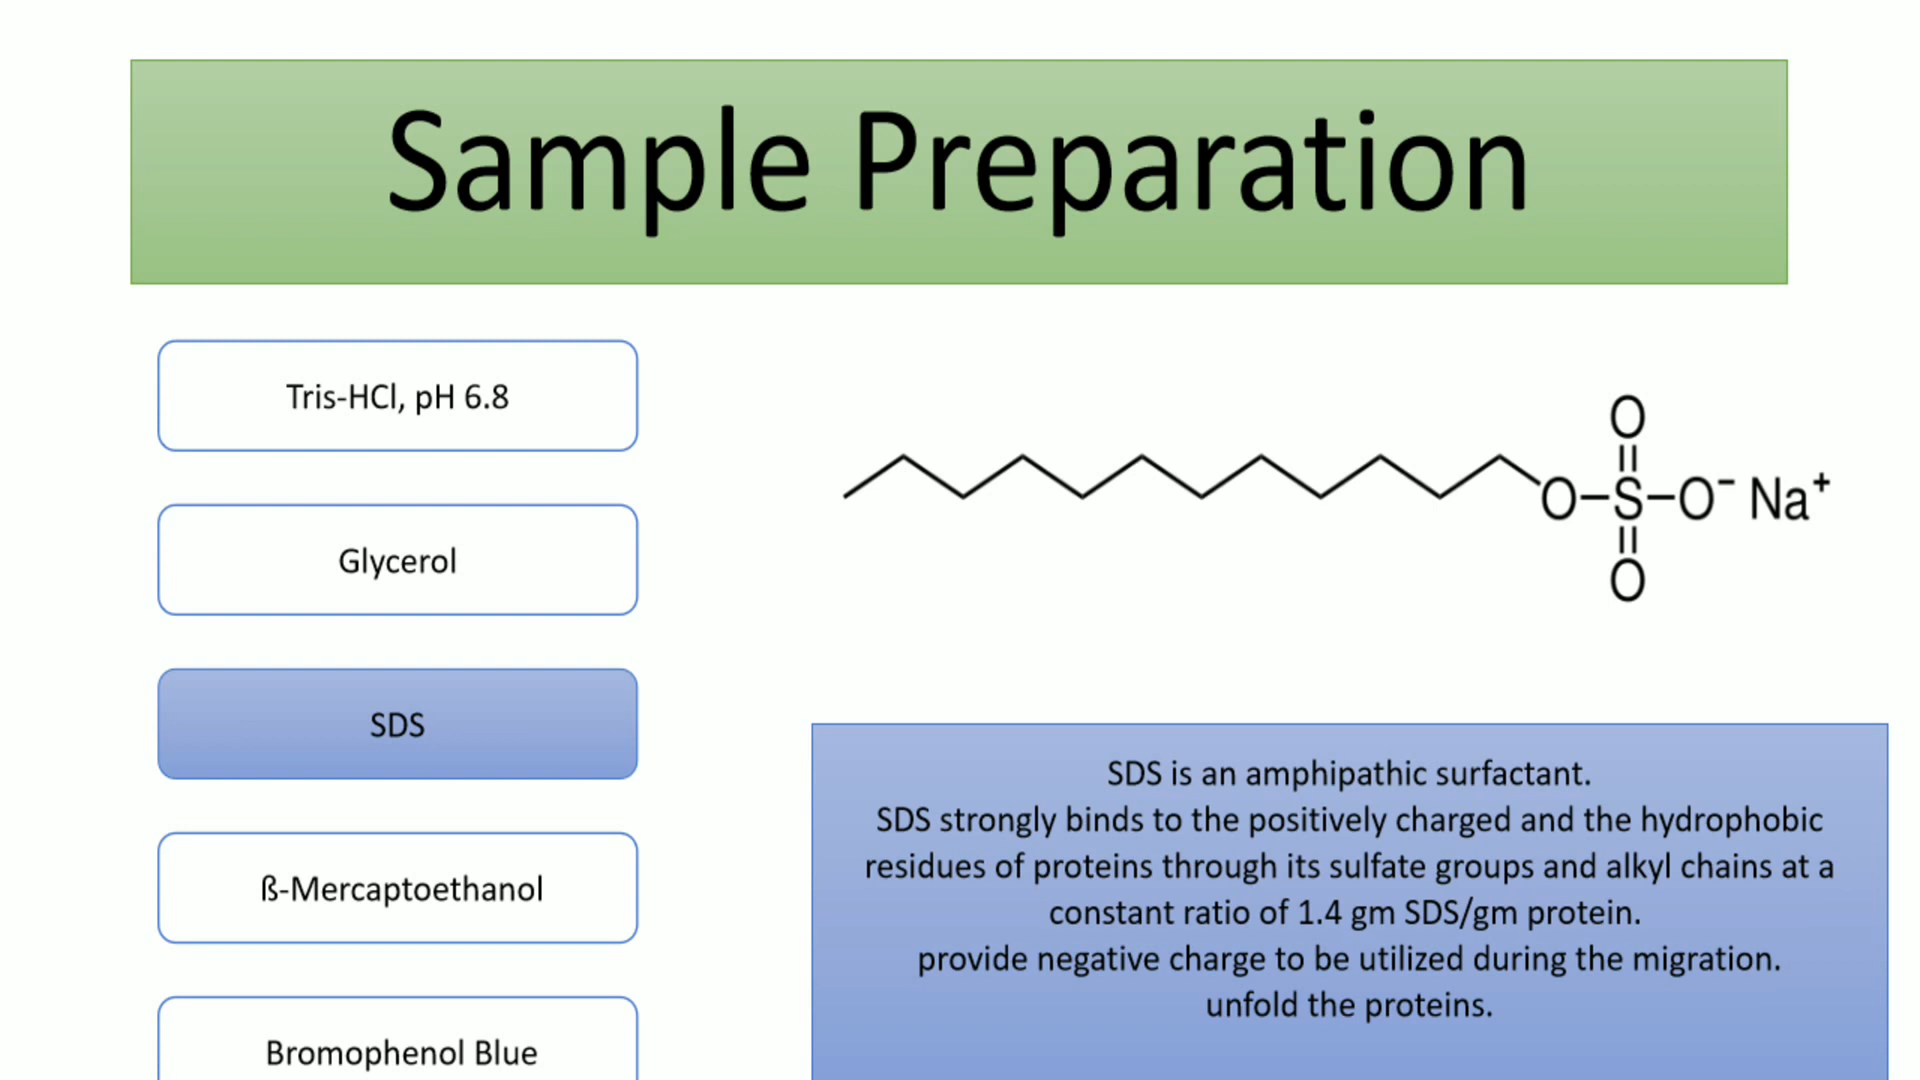 Sample Preparation
Tris-HCl, pH 6.8
Glycerol
SDS
ß-Mercaptoethanol
Bromophenol Blue
O
O–S–O⁻ Na⁺
O
SDS is an amphipathic surfactant.
SDS strongly binds to the positively charged and the hydrophobic
residues of proteins through its sulfate groups and alkyl chains at a
constant ratio of 1.4 gm SDS/gm protein.
provide negative charge to be utilized during the migration.
unfold the proteins.